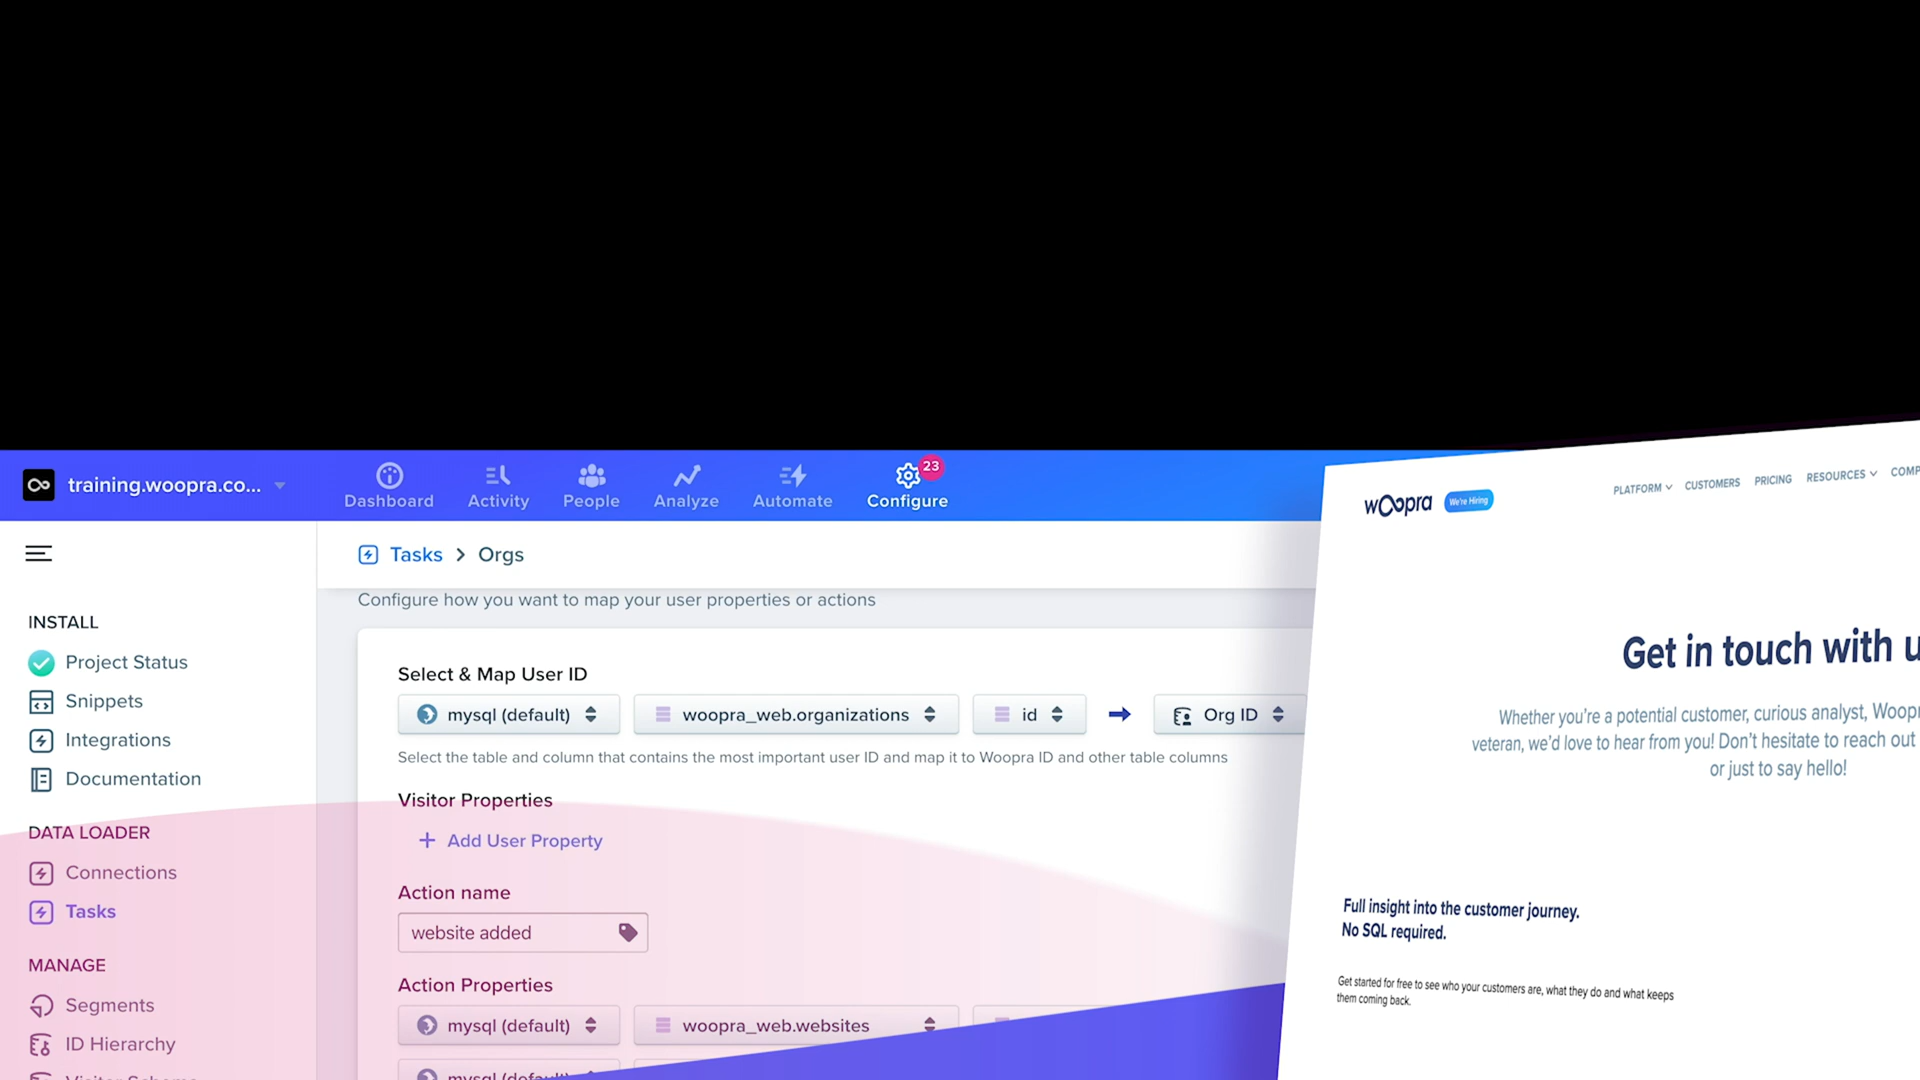 training.woopra.co...
Dashboard
Activity
People
Analyze
Automate
Configure
23
Tasks > Orgs
Configure how you want to map your user properties or actions
INSTALL
Project Status
Snippets
Integrations
Documentation
DATA LOADER
Connections
Tasks
MANAGE
Segments
ID Hierarchy
Select & Map User ID
mysql (default)
woopra_web.organizations
id
Org ID
Select the table and column that contains the most important user ID and map it to Woopra ID and other table columns
Visitor Properties
+ Add User Property
Action name
website added
Action Properties
mysql (default)
woopra_web.websites
woopra
We're Hiring
PLATFORM
CUSTOMERS
PRICING
RESOURCES
COMP
Get in touch with u
Whether you're a potential customer, curious analyst, Woop
veteran, we'd love to hear from you! Don't hesitate to reach out
or just to say hello!
Full insight into the customer journey.
No SQL required.
Get started for free to see who your customers are, what they do and what keeps
them coming back.